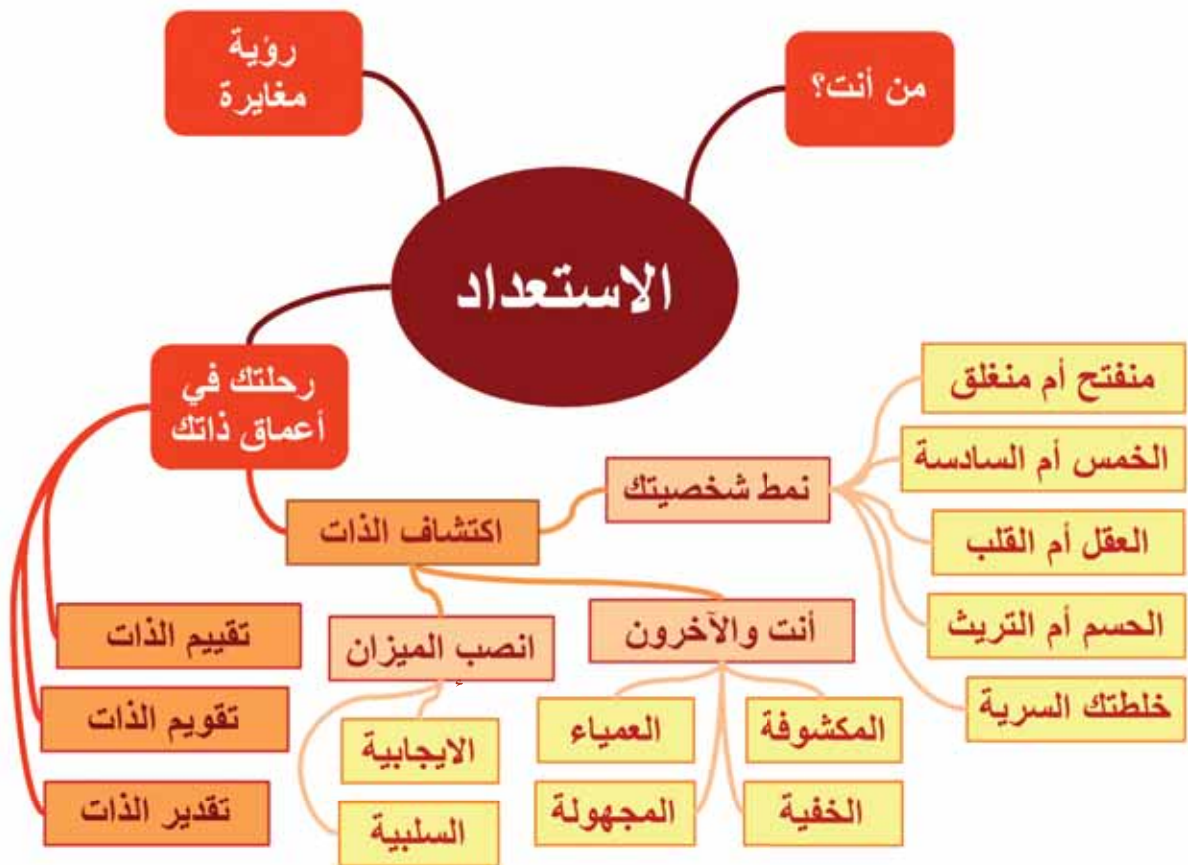 من أنت؟
رؤية
مغايرة
الاستعداد
رحلتك في
أعماق ذاتك
منفتح أم منغلق
الخمس أم السادسة
نمط شخصيتك
العقل أم القلب
اكتشاف الذات
الحسم أم التريث
أنت والآخرون
انصب الميزان
تقييم الذات
خلطتك السرية
المكشوفة
العمياء
الايجابية
تقويم الذات
الخفية
المجهولة
السلبية
تقدير الذات